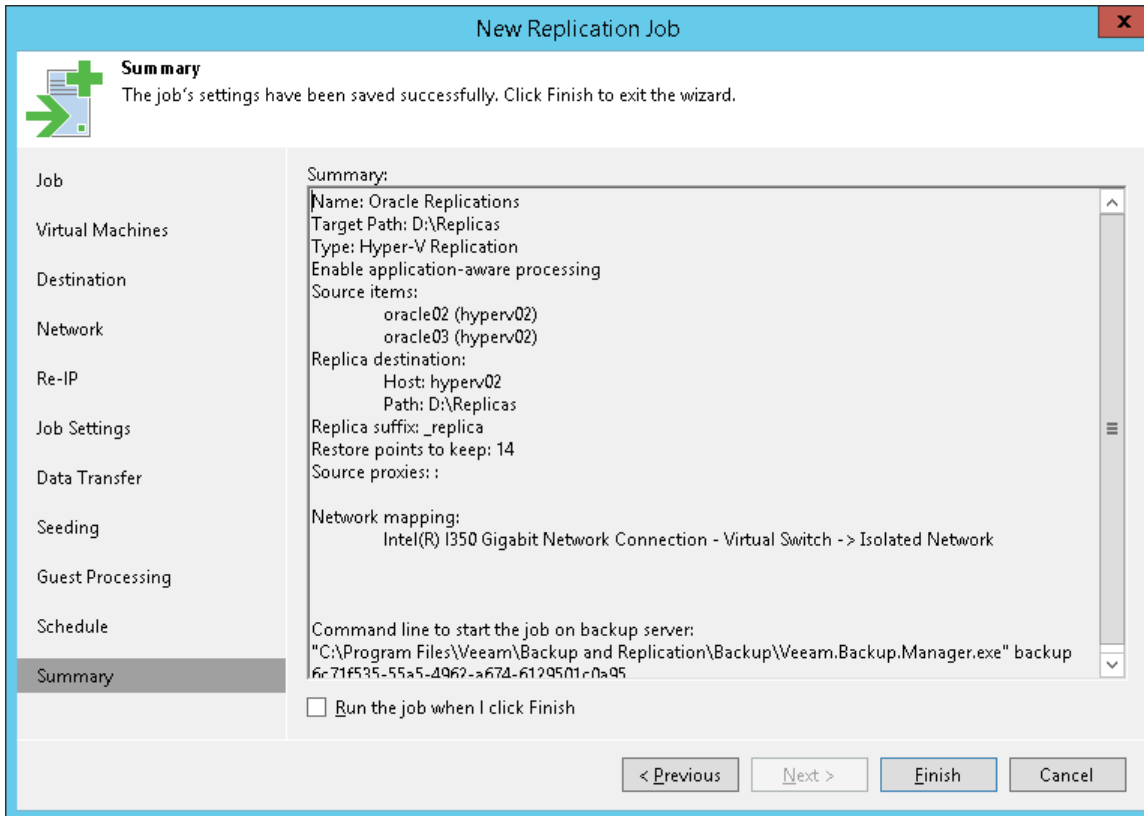 New Replication Job
x
Summary
The job's settings have been saved successfully. Click Finish to exit the wizard.
Job
Virtual Machines
Destination
Network
Re-IP
Job Settings
Data Transfer
Seeding
Guest Processing
Schedule
Summary
Summary:
Name: Oracle Replications
Target Path: D:\Replicas
Type: Hyper-V Replication
Enable application-aware processing
Source items:
oracle02 (hyperv02)
oracle03 (hyperv02)
Replica destination:
Host: hyperv02
Path: D:\Replicas
Replica suffix: _replica
Restore points to keep: 14
Source proxies: :
Network mapping:
Intel(R) I350 Gigabit Network Connection - Virtual Switch -> Isolated Network
Command line to start the job on backup server:
"C:\Program Files\Veeam\Backup and Replication\Backup\Veeam.Backup.Manager.exe" backup
6c71f535-55a5-4962-a674-6129501c0a95
Run the job when I click Finish
< Previous
Next >
Finish
Cancel